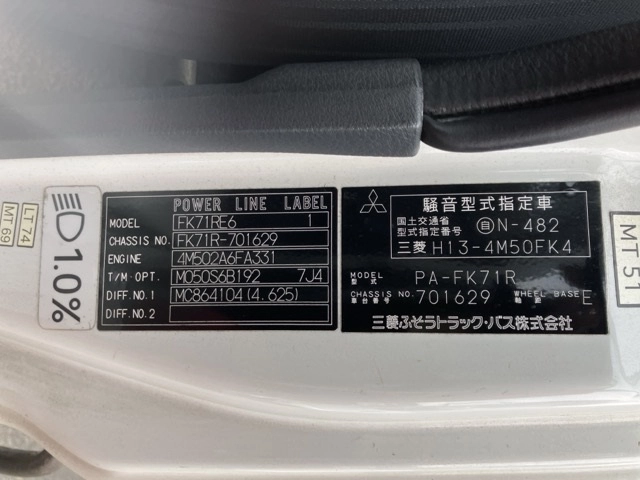 LT74
MT69
1.0%
POWER LINE LABEL
MODEL FK71RE6 1
CHASSIS NO. FK71R-701629
ENGINE 4M502A6FA331
T/M・OPT. M050S6B192 7J4
DIFF.NO.1 MC864104(4.625)
DIFF.NO.2
騒音型式指定車
国土交通省
型式指定番号 自N-482
三菱 H13-4M50FK4
MODEL 型式 PA-FK71R
CHASSIS NO. 車台番号 701629 WHEEL BASE 軸距 E
三菱ふそうトラック・バス株式会社
MT51